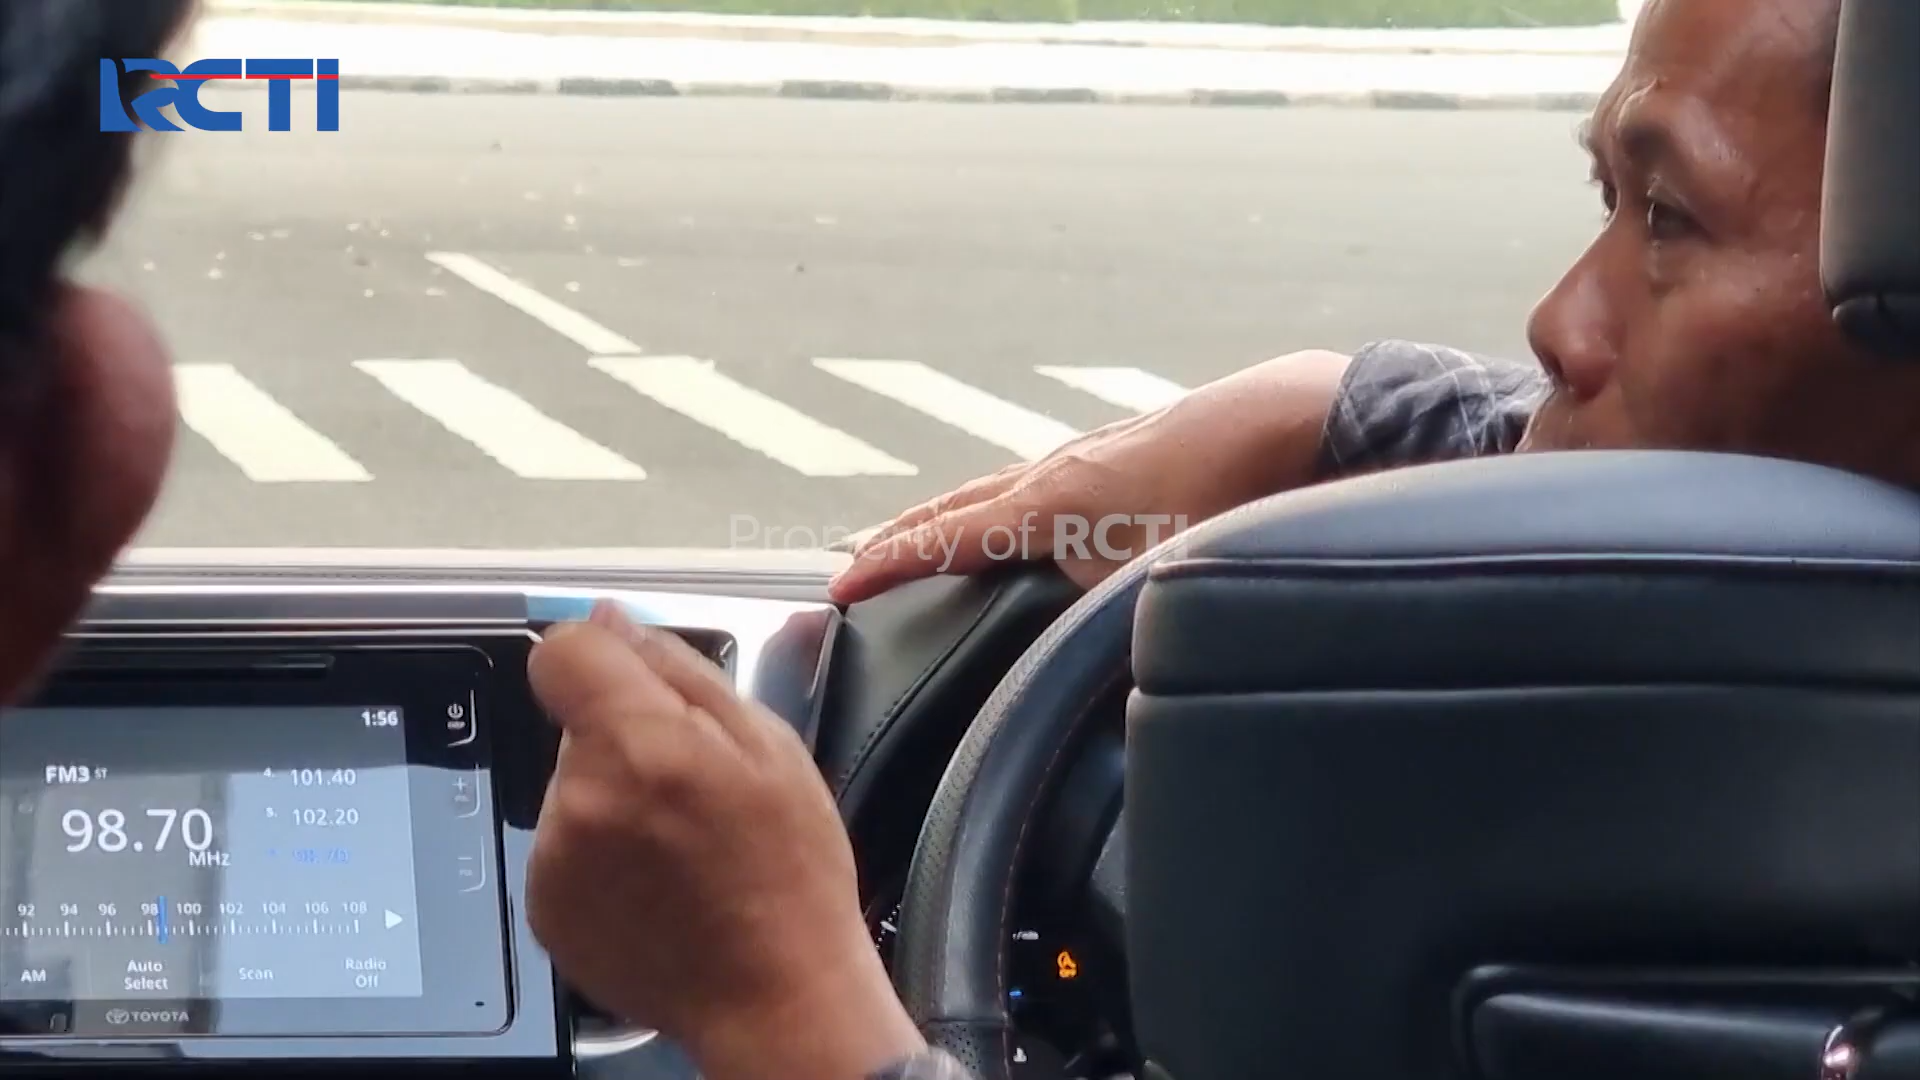 RCTI
Property of RCTI
1:56
FM3 ST
98.70
MHz
4. 101.40
5. 102.20
92 94 96 98 100 102 104 106 108
AM
Auto
Select
Scan
Radio
Off
TOYOTA
OFF